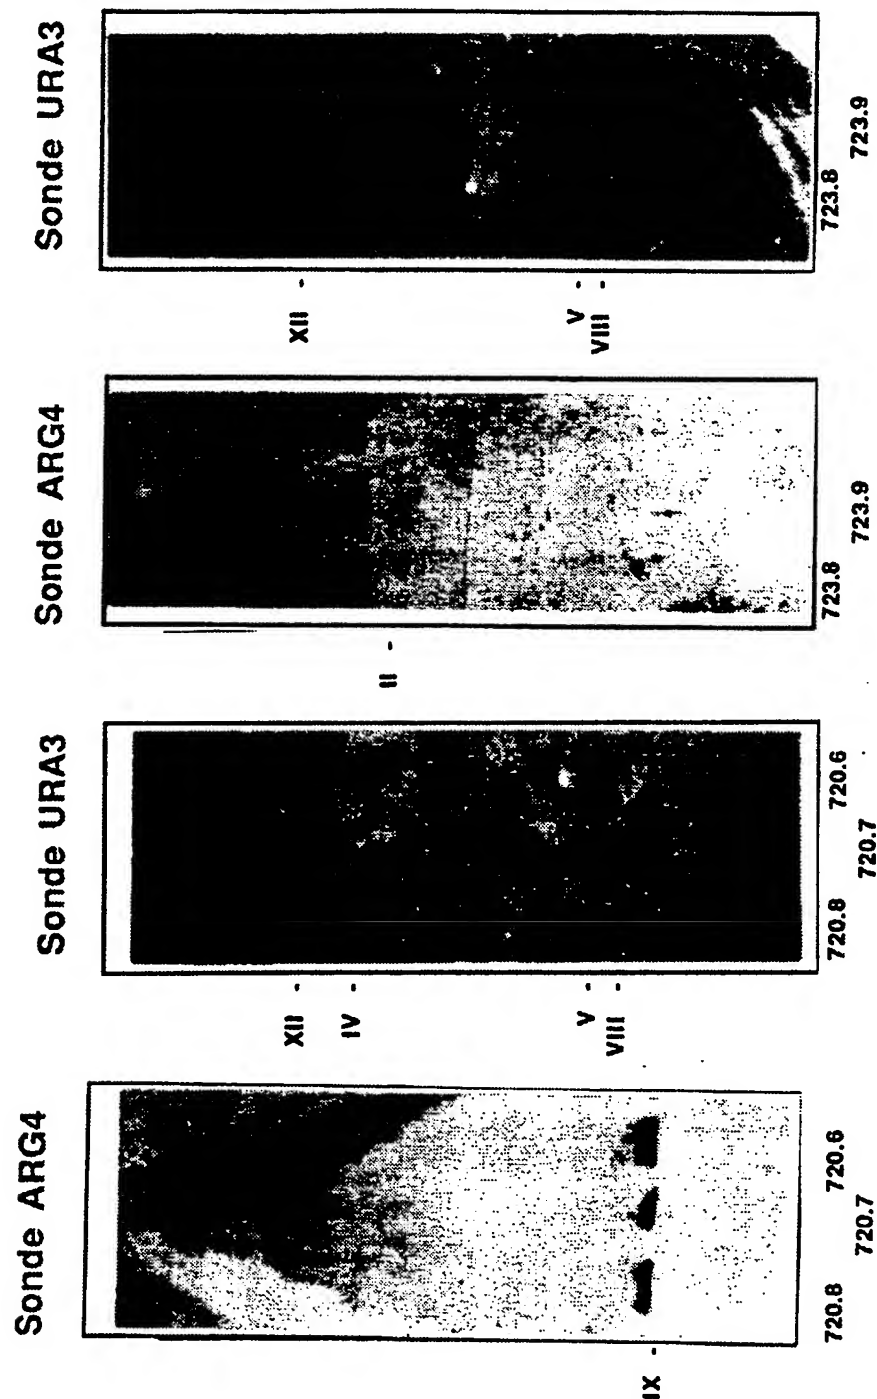 Sonde URA3
XII
V
VIII
723.8
723.9
Sonde ARG4
II
723.8
723.9
Sonde URA3
XII
IV
V
VIII
720.8
720.7
720.6
Sonde ARG4
IX
720.8
720.7
720.6